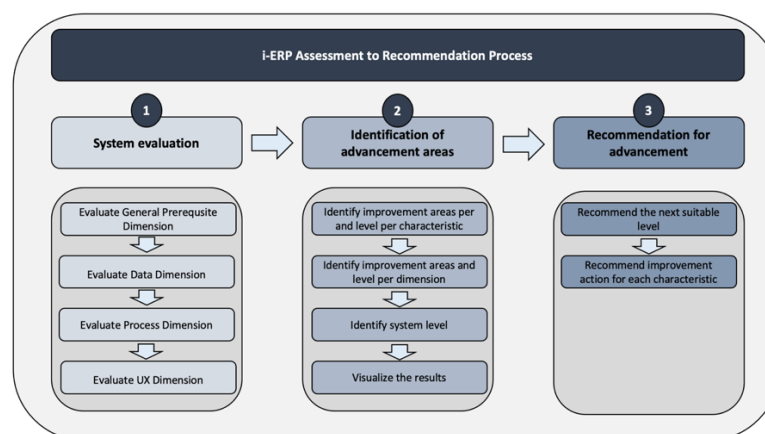 i-ERP Assessment to Recommendation Process
1
System evaluation
Evaluate General Prerequsite
Dimension
Evaluate Data Dimension
Evaluate Process Dimension
Evaluate UX Dimension
2
Identification of
advancement areas
Identify improvement areas per
and level per characteristic
Identify improvement areas and
level per dimension
Identify system level
Visualize the results
3
Recommendation for
advancement
Recommend the next suitable
level
Recommend improvement
action for each characteristic